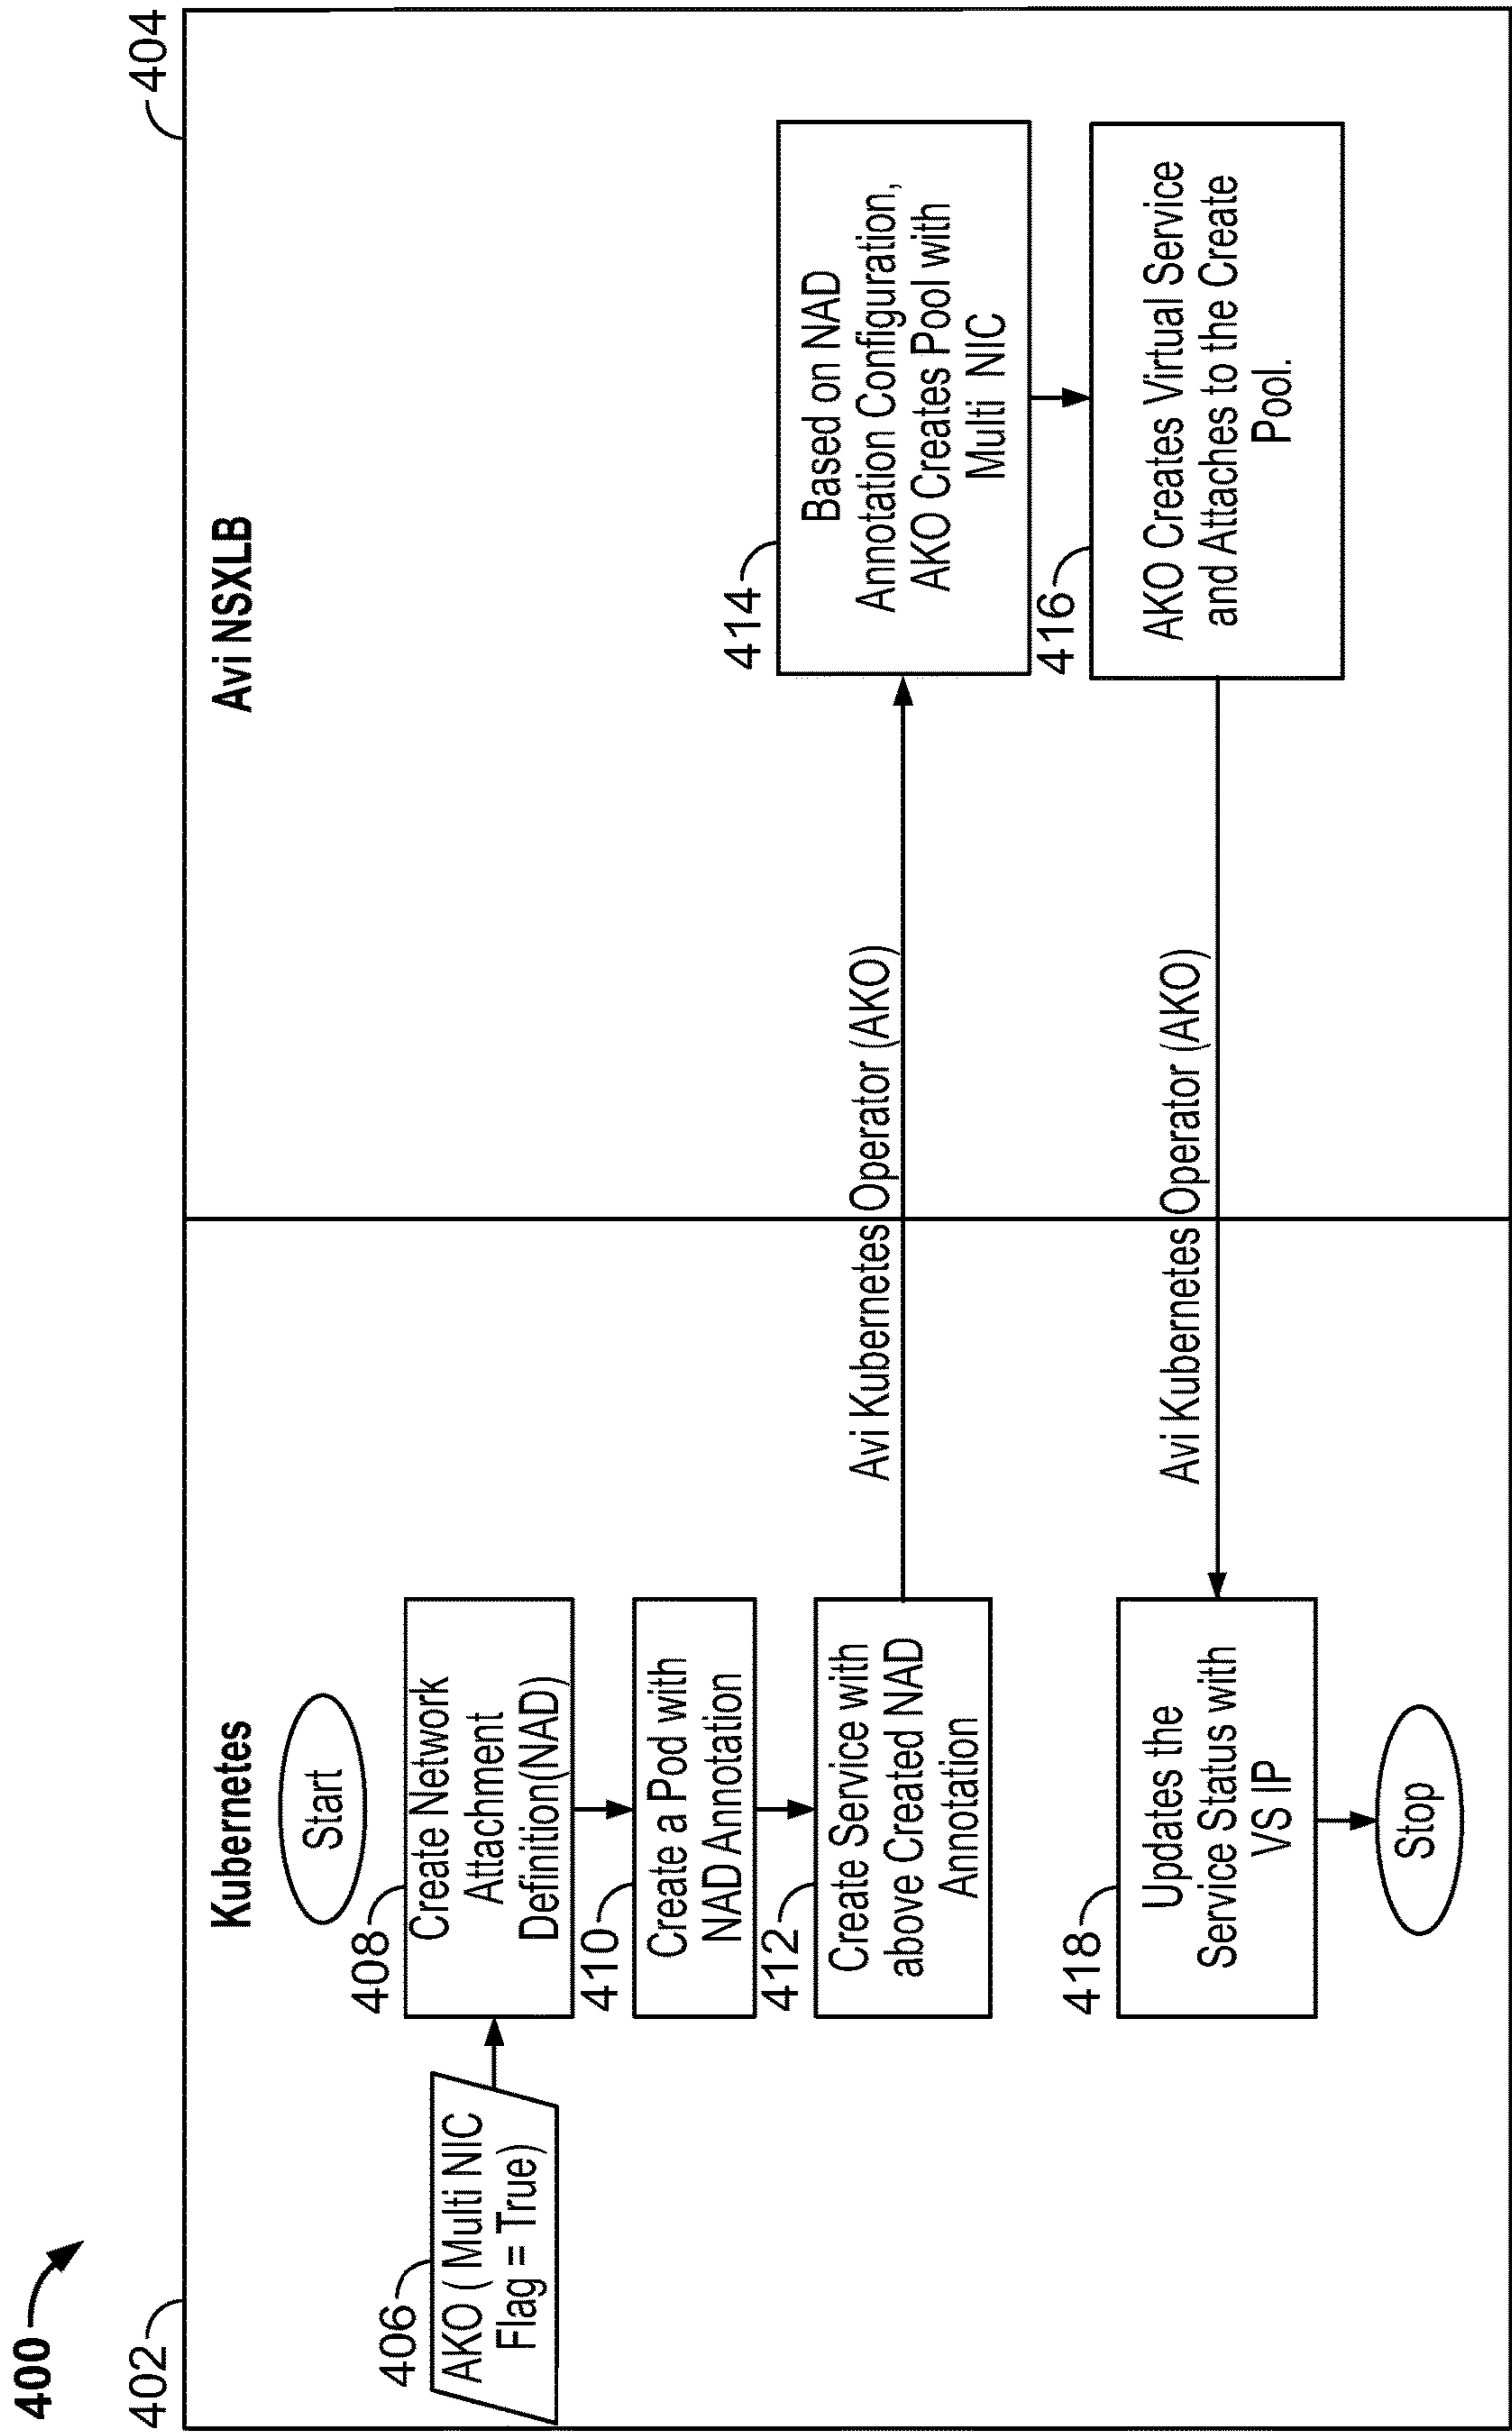 400
402
404
Kubernetes
Avi NSXLB
Start
406
AKO ( Multi NIC
Flag = True)
408
Create Network
Attachment
Definition(NAD)
410
Create a Pod with
NAD Annotation
412
Create Service with
above Created NAD
Annotation
Avi Kubernetes Operator (AKO)
414
Based on NAD
Annotation Configuration,
AKO Creates Pool with
Multi NIC
416
AKO Creates Virtual Service
and Attaches to the Create
Pool.
Avi Kubernetes Operator (AKO)
418
Updates the
Service Status with
VS IP
Stop